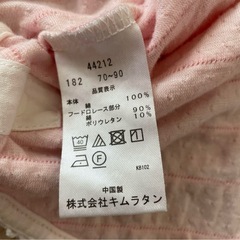 44212
182 70~90
品質表示
本体 綿 100%
フードロレース部分
綿 90%
ポリウレタン 10%
40
P
K8102
中国製
株式会社キムラタン